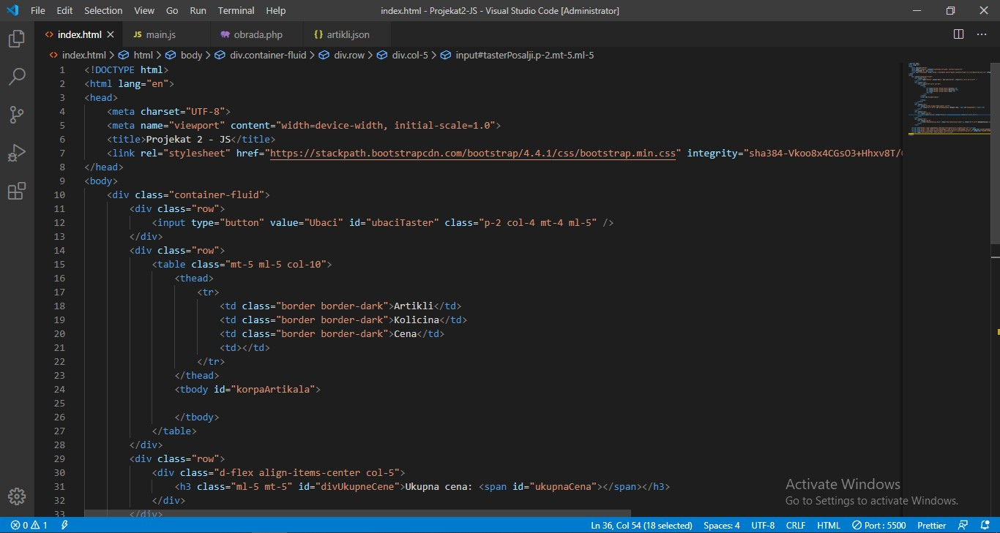 File Edit Selection View Go Run Terminal Help index.html - Projekat2-JS - Visual Studio Code [Administrator]
<> index.html JS main.js obrada.php {} artikli.json
<> index.html > html > body > div.container-fluid > div.row > div.col-5 > input#tasterPosalji.p-2.mt-5.ml-5
1 <!DOCTYPE html>
2 <html lang="en">
3 <head>
4 <meta charset="UTF-8">
5 <meta name="viewport" content="width=device-width, initial-scale=1.0">
6 <title>Projekat 2 - JS</title>
7 <link rel="stylesheet" href="https://stackpath.bootstrapcdn.com/bootstrap/4.4.1/css/bootstrap.min.css" integrity="sha384-Vkoo8x4CGsO3+Hhxv8T/
8 </head>
9 <body>
10 <div class="container-fluid">
11 <div class="row">
12 <input type="button" value="Ubaci" id="ubaciTaster" class="p-2 col-4 mt-4 ml-5" />
13 </div>
14 <div class="row">
15 <table class="mt-5 ml-5 col-10">
16 <thead>
17 <tr>
18 <td class="border border-dark">Artikli</td>
19 <td class="border border-dark">Kolicina</td>
20 <td class="border border-dark">Cena</td>
21 <td></td>
22 </tr>
23 </thead>
24 <tbody id="korpaArtikala">
25
26 </tbody>
27 </table>
28 </div>
29 <div class="row">
30 <div class="d-flex align-items-center col-5">
31 <h3 class="ml-5 mt-5" id="divUkupneCene">Ukupna cena: <span id="ukupnaCena"></span></h3>
32 </div>
33 </div>
Activate Windows
Go to Settings to activate Windows.
0 1 Ln 36, Col 54 (18 selected) Spaces: 4 UTF-8 CRLF HTML Port : 5500 Prettier